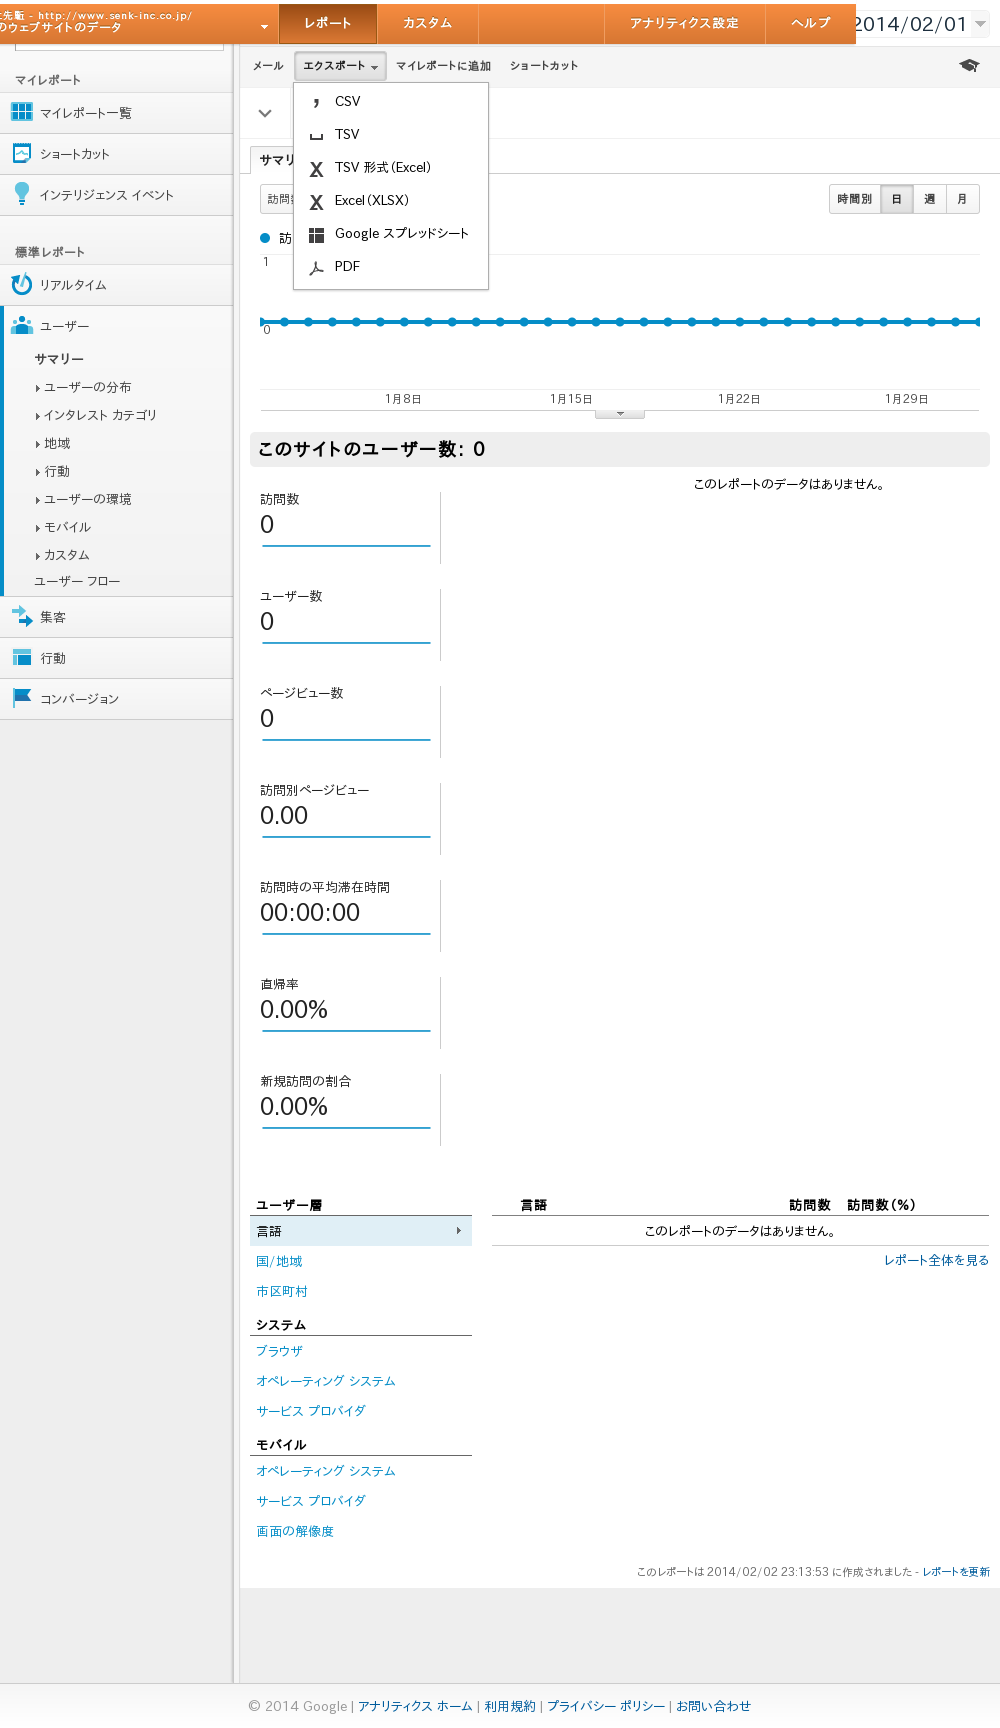 先転 - http://www.senk-inc.co.jp/
のウェブサイトのデータ
レポート
カスタム
アナリティクス設定
ヘルプ
2014/02/01
マイレポート
マイレポート一覧
ショートカット
インテリジェンス イベント
標準レポート
リアルタイム
ユーザー
サマリー
ユーザーの分布
インタレスト カテゴリ
地域
行動
ユーザーの環境
モバイル
カスタム
ユーザー フロー
集客
行動
コンバージョン
メール
エクスポート
マイレポートに追加
ショートカット
CSV
TSV
TSV 形式（Excel）
Excel（XLSX）
Google スプレッドシート
PDF
サマリ
訪問
時間別
日
週
月
訪
1
0
1月8日
1月15日
1月22日
1月29日
このサイトのユーザー数: 0
このレポートのデータはありません。
訪問数
0
ユーザー数
0
ページビュー数
0
訪問別ページビュー
0.00
訪問時の平均滞在時間
00:00:00
直帰率
0.00%
新規訪問の割合
0.00%
ユーザー層
言語
国/地域
市区町村
システム
ブラウザ
オペレーティング システム
サービス プロバイダ
モバイル
オペレーティング システム
サービス プロバイダ
画面の解像度
言語 訪問数 訪問数（%）
このレポートのデータはありません。
レポート全体を見る
このレポートは 2014/02/02 23:13:53 に作成されました - レポートを更新
© 2014 Google | アナリティクス ホーム | 利用規約 | プライバシー ポリシー | お問い合わせ